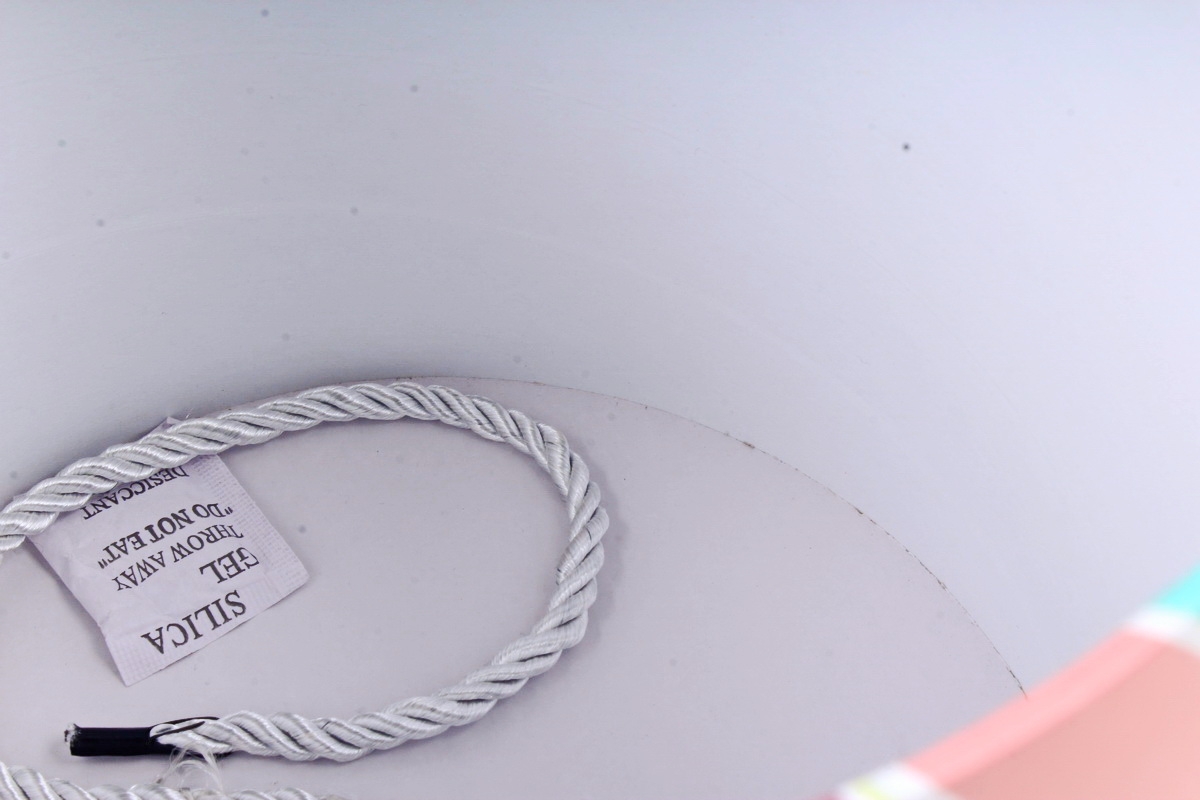 SILICA
GEL
THROW AWAY
"DO NOT EAT"
DESICCANT